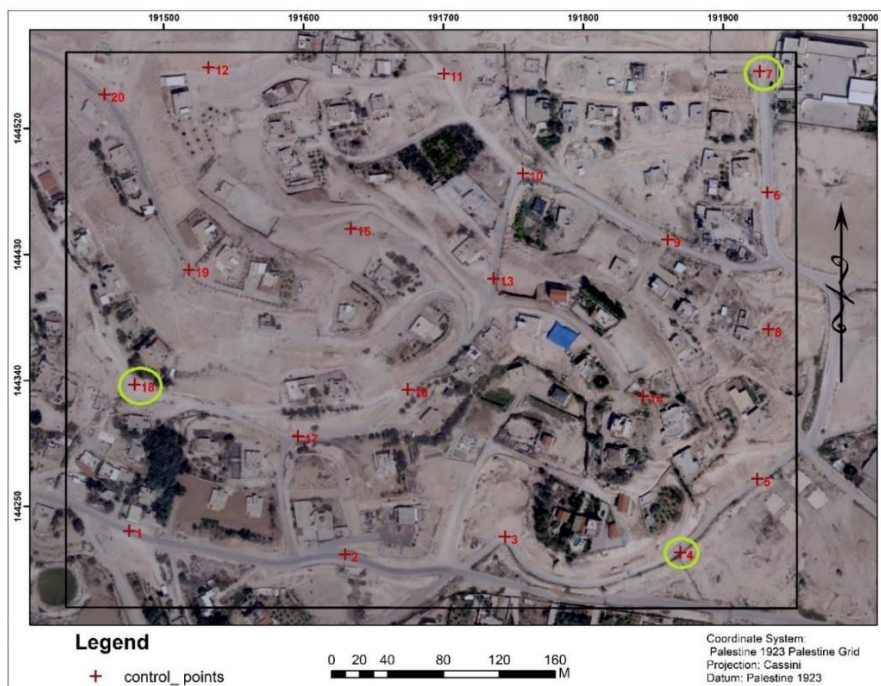 191500 191600 191700 191800 191900 192000
12
7
11
20
144520
10
6
15
9
144430
19
13
8
144340
18
16
14
17
5
144250
1
3
2
4
Legend
control_ points
0 20 40 80 120 160
M
Coordinate System:
Palestine 1923 Palestine Grid
Projection: Cassini
Datum: Palestine 1923